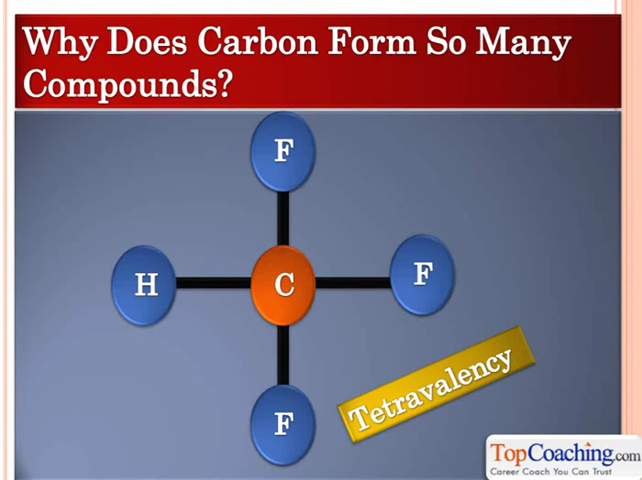 Why Does Carbon Form So Many
Compounds?
F
H
C
F
F
Tetravalency
TopCoaching.com
Career Coach You Can Trust